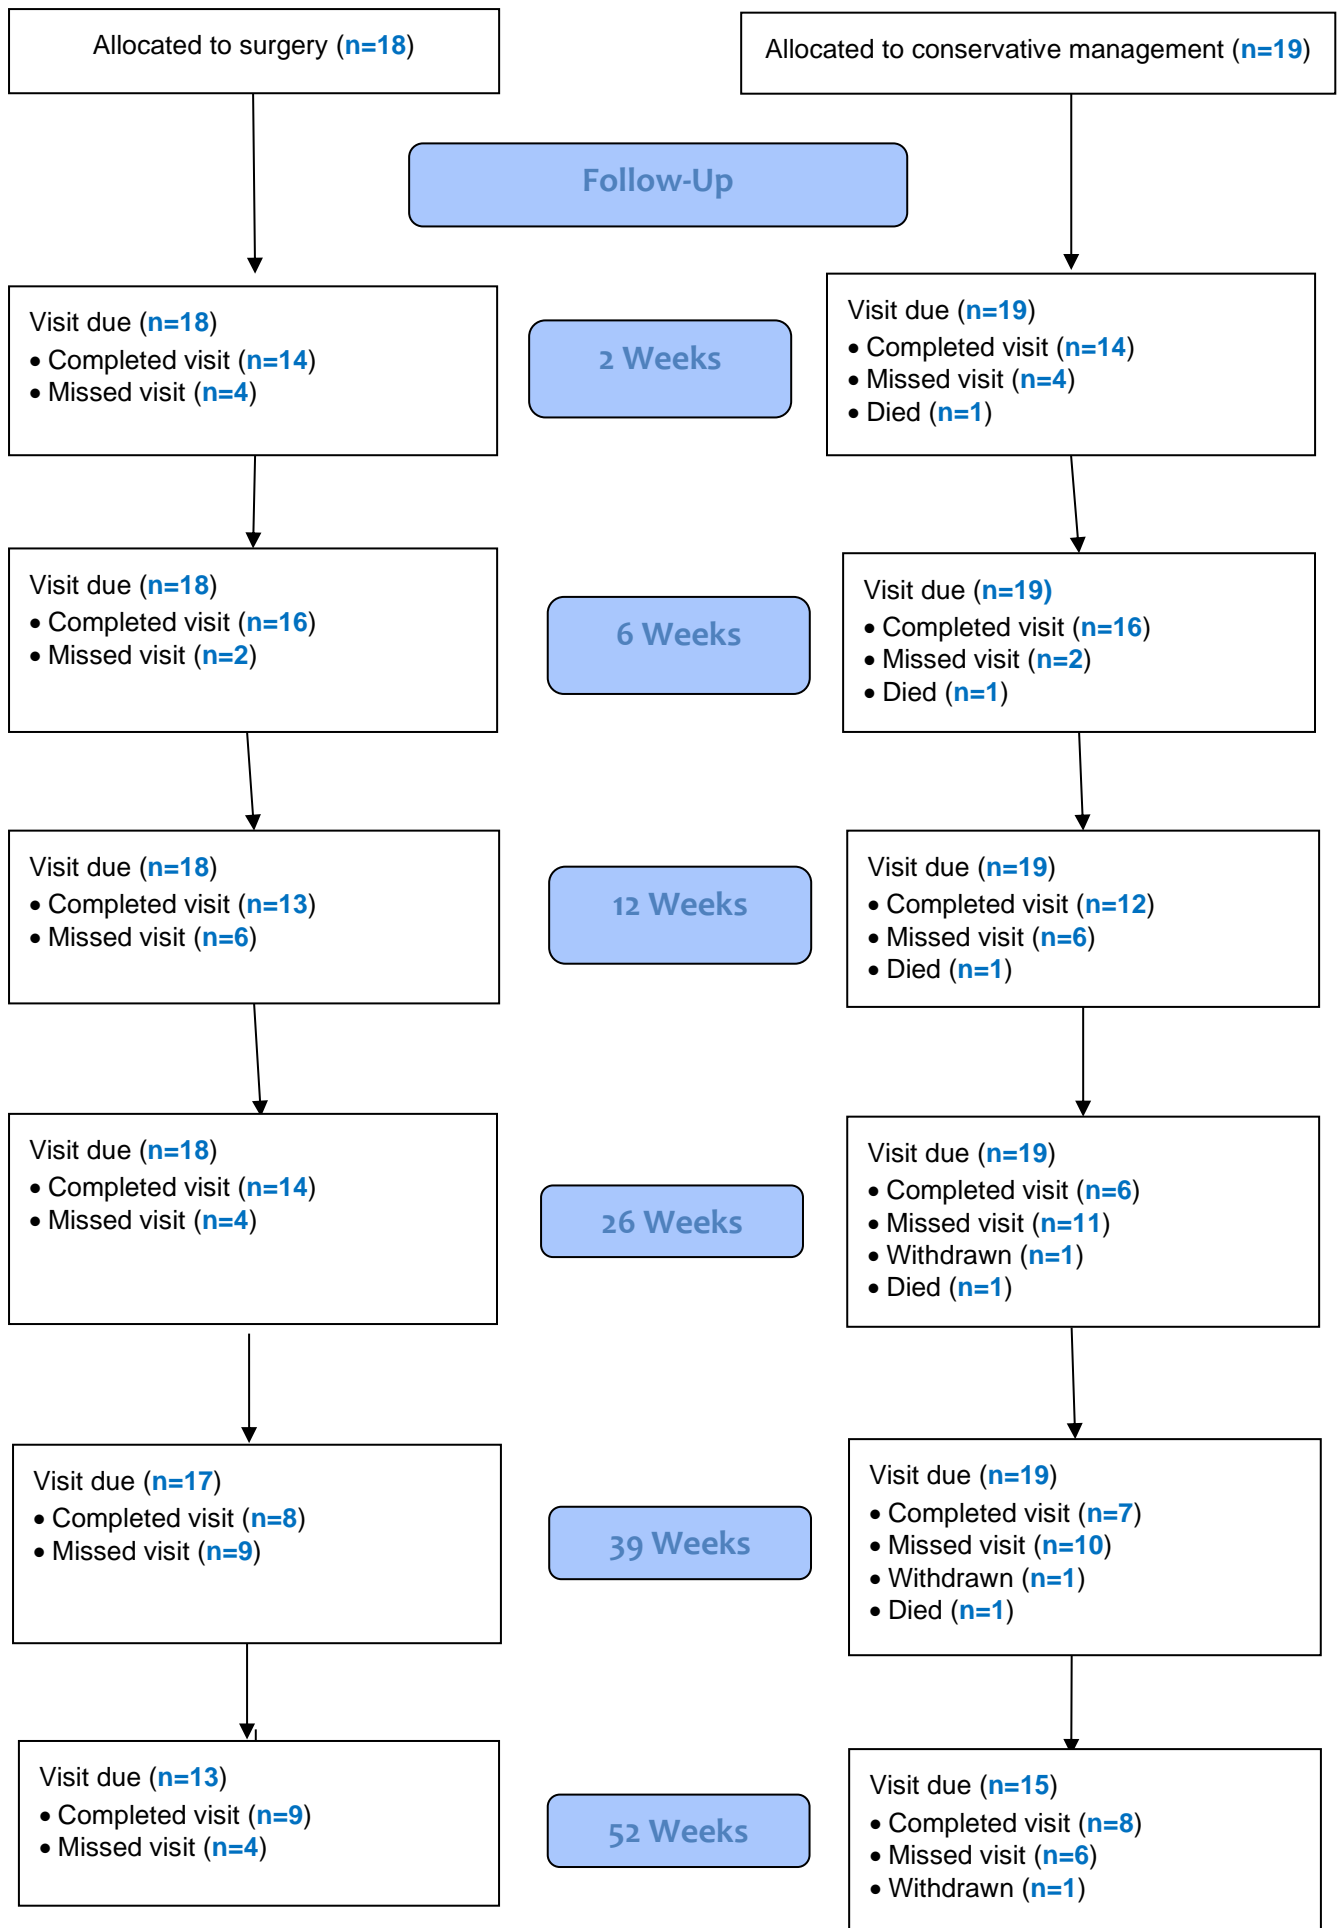 Allocated to surgery (n=18)
Allocated to conservative management (n=19)
Follow-Up
Visit due (n=18)
• Completed visit (n=14)
• Missed visit (n=4)
2 Weeks
Visit due (n=19)
• Completed visit (n=14)
• Missed visit (n=4)
• Died (n=1)
Visit due (n=18)
• Completed visit (n=16)
• Missed visit (n=2)
6 Weeks
Visit due (n=19)
• Completed visit (n=16)
• Missed visit (n=2)
• Died (n=1)
Visit due (n=18)
• Completed visit (n=13)
• Missed visit (n=6)
12 Weeks
Visit due (n=19)
• Completed visit (n=12)
• Missed visit (n=6)
• Died (n=1)
Visit due (n=18)
• Completed visit (n=14)
• Missed visit (n=4)
26 Weeks
Visit due (n=19)
• Completed visit (n=6)
• Missed visit (n=11)
• Withdrawn (n=1)
• Died (n=1)
Visit due (n=17)
• Completed visit (n=8)
• Missed visit (n=9)
39 Weeks
Visit due (n=19)
• Completed visit (n=7)
• Missed visit (n=10)
• Withdrawn (n=1)
• Died (n=1)
Visit due (n=13)
• Completed visit (n=9)
• Missed visit (n=4)
52 Weeks
Visit due (n=15)
• Completed visit (n=8)
• Missed visit (n=6)
• Withdrawn (n=1)